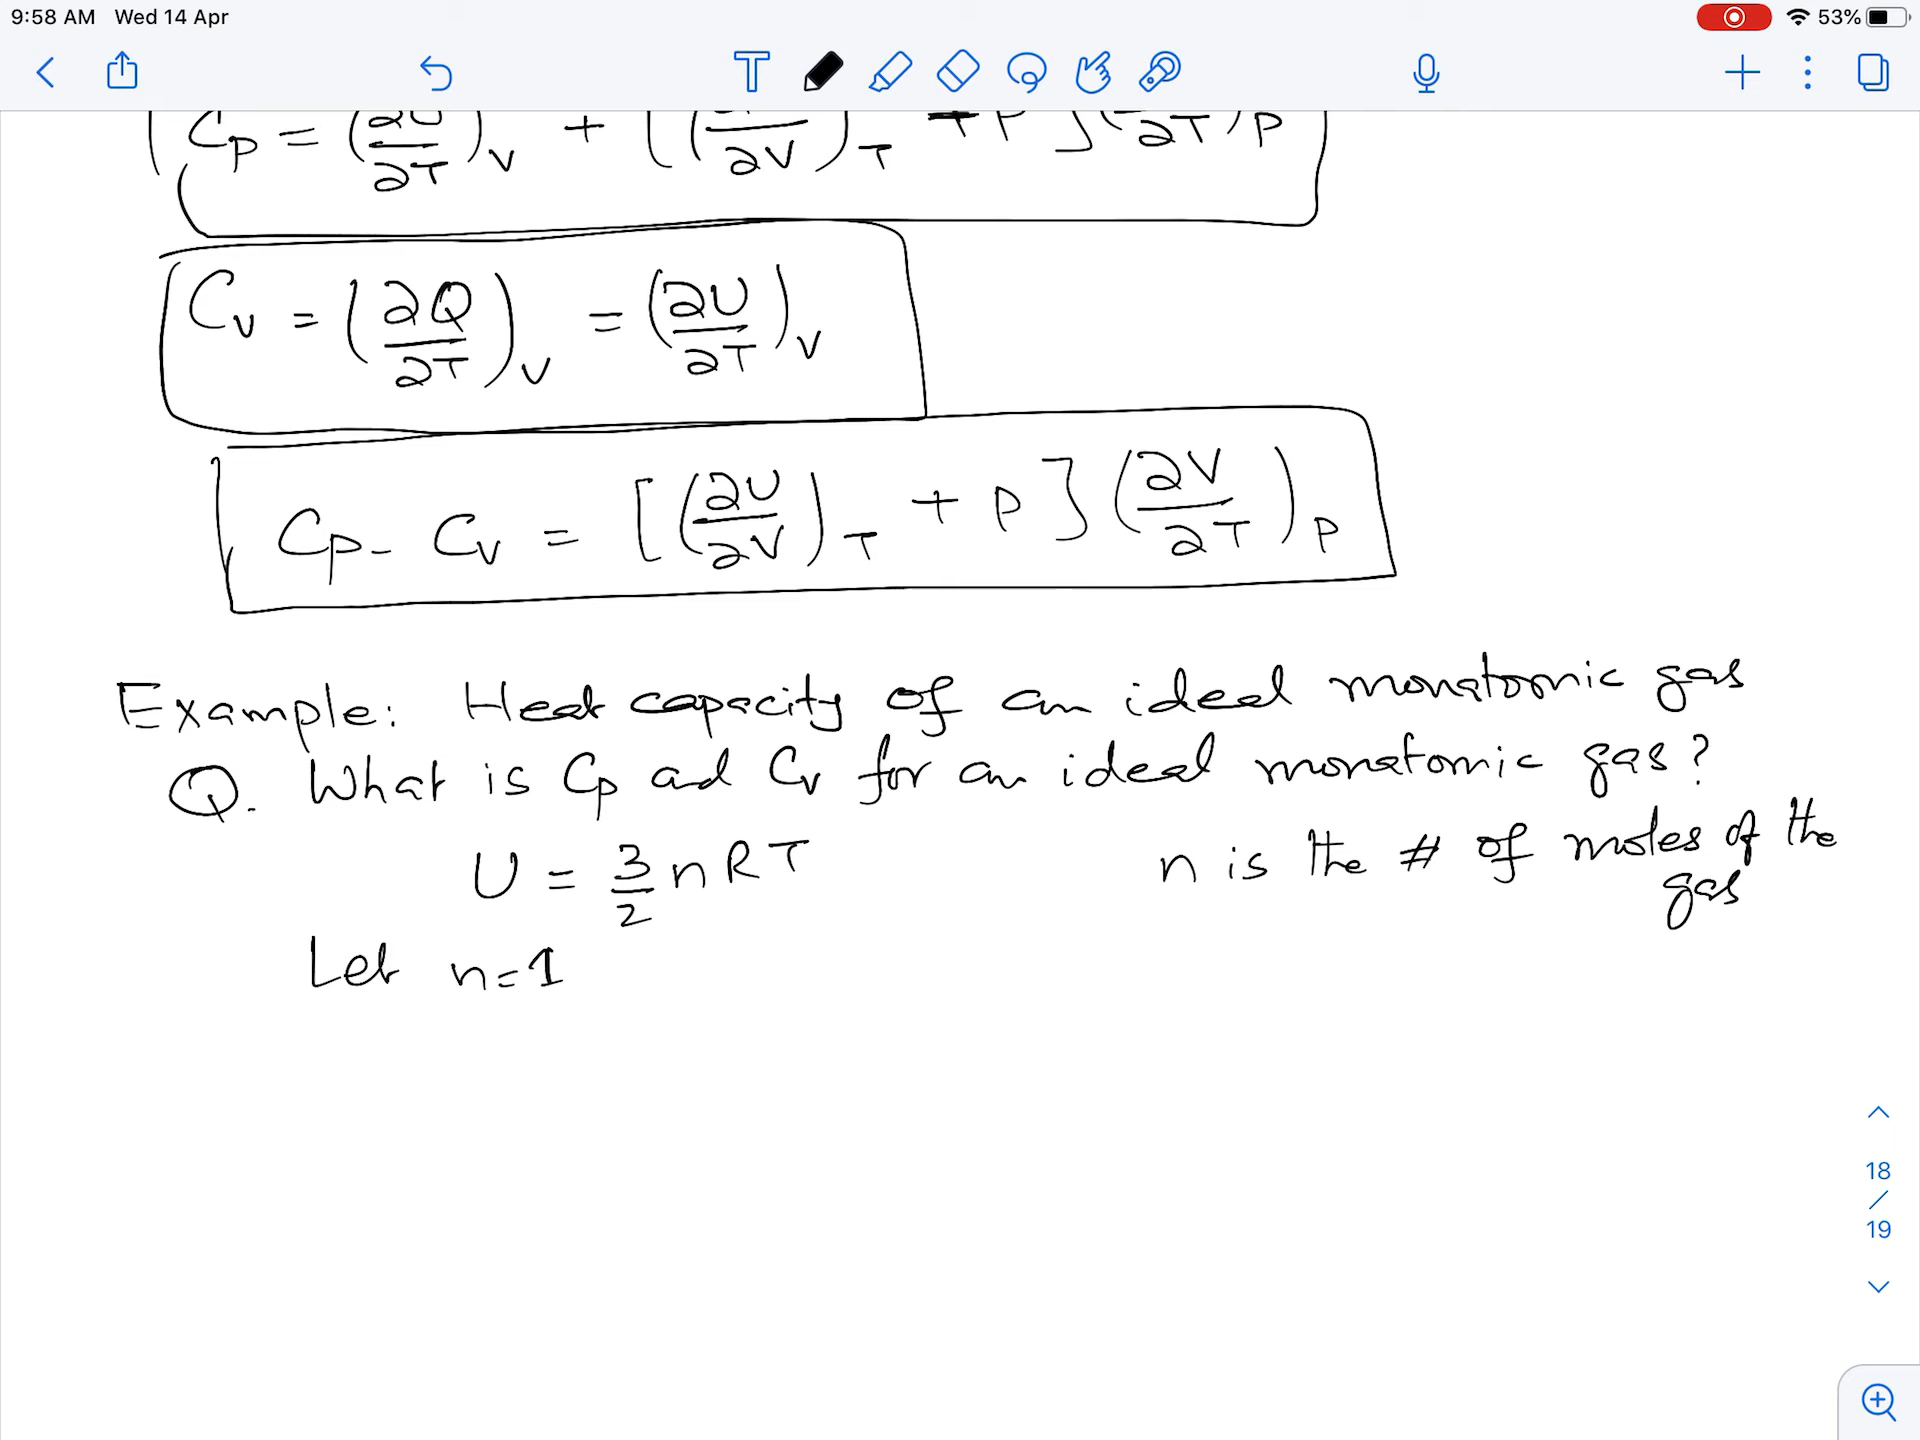 9:58 AM Wed 14 Apr 53%
T
Cp = (∂U/∂T)v + [(∂/∂V)T + P](∂T)P
Cv = (∂Q/∂T)v = (∂U/∂T)v
Cp - Cv = [(∂U/∂V)T + P](∂V/∂T)P
Example: Heat capacity of an ideal monatomic gas
Q. What is Cp and Cv for an ideal monatomic gas?
U = 3/2 nRT n is the # of moles of the
gas
Let n=1
18
/
19